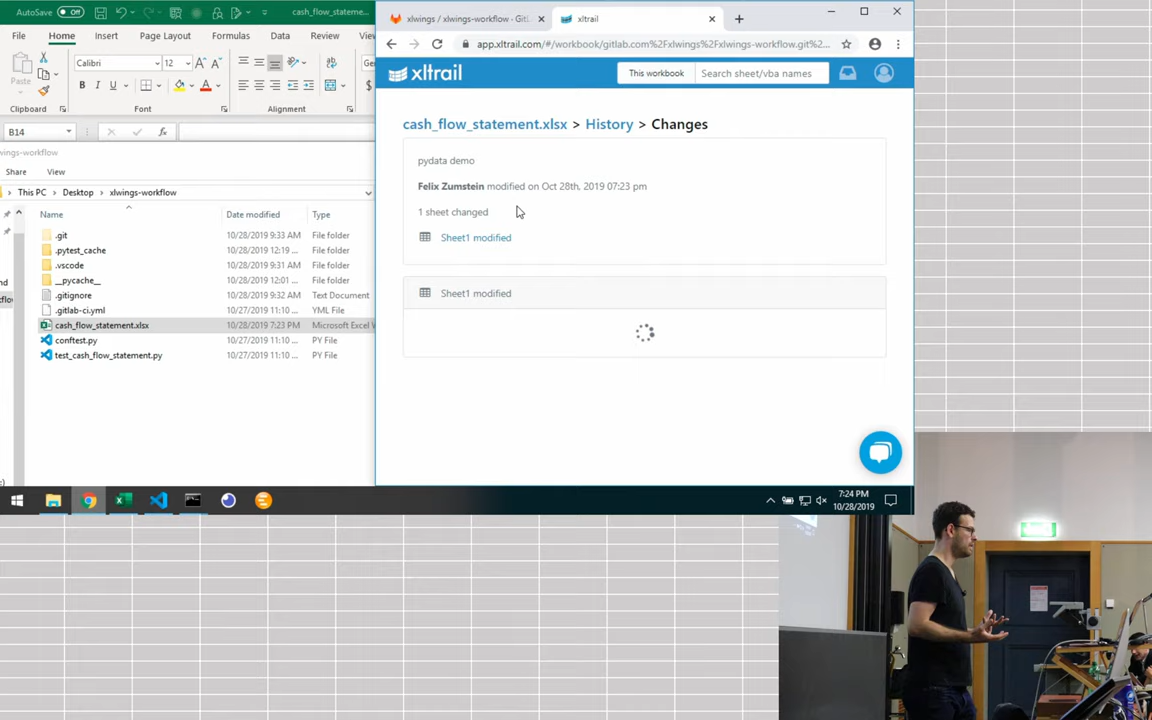 AutoSave Off
cash_flow_stateme...
File Home Insert Page Layout Formulas Data Review
Calibri 12
Paste
B I U
Clipboard Font Alignment
B14
fx
wings-workflow
Share View
This PC > Desktop > xlwings-workflow
Name Date modified Type
.git 10/28/2019 9:33 AM File folder
.pytest_cache 10/28/2019 12:19 ... File folder
.vscode 10/28/2019 9:31 AM File folder
__pycache__ 10/28/2019 12:01 ... File folder
.gitignore 10/28/2019 9:32 AM Text Document
.gitlab-ci.yml 10/27/2019 11:10 ... YML File
cash_flow_statement.xlsx 10/28/2019 7:23 PM Microsoft Excel W
conftest.py 10/27/2019 11:10 ... PY File
test_cash_flow_statement.py 10/27/2019 11:10 ... PY File
xlwings / xlwings-workflow · GitL
xltrail
app.xltrail.com/#/workbook/gitlab.com%2Fxlwings%2Fxlwings-workflow.git%2...
xltrail
This workbook Search sheet/vba names
cash_flow_statement.xlsx > History > Changes
pydata demo
Felix Zumstein modified on Oct 28th, 2019 07:23 pm
1 sheet changed
Sheet1 modified
Sheet1 modified
7:24 PM
10/28/2019